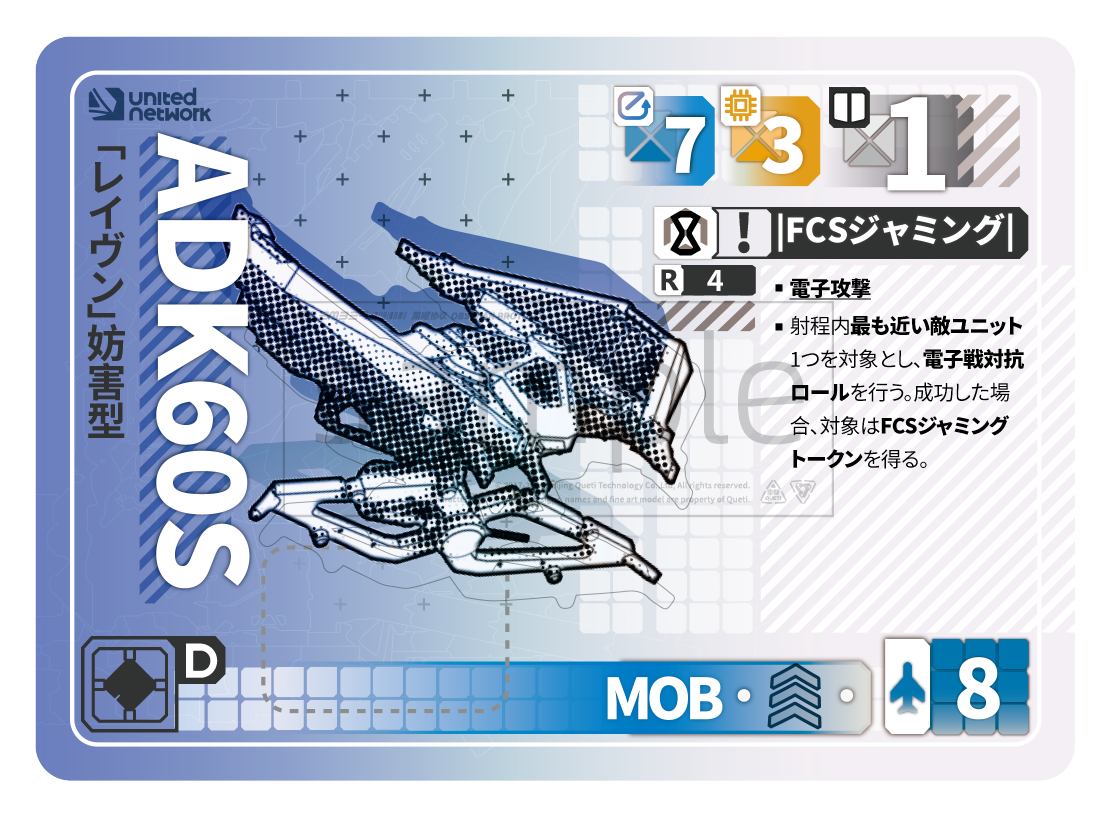 united
network
「レイヴン」妨害型
ADK60S
7
3
1
!
|FCSジャミング|
R 4
▪ 電子攻撃
▪ 射程内最も近い敵ユニット
1つを対象とし、電子戦対抗
ロールを行う。成功した場
合、対象はFCSジャミング
トークンを得る。
D
MOB
8